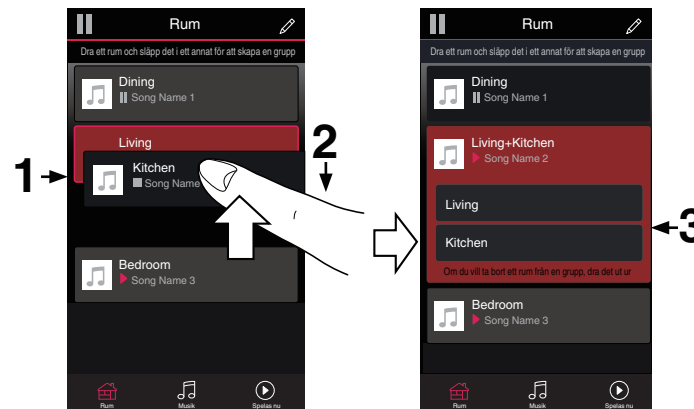 Rum
Dra ett rum och släpp det i ett annat för att skapa en grupp
Dining
Song Name 1
Living
Kitchen
Song Name
Bedroom
Song Name 3
Rum
Musik
Spelas nu
1
2
Rum
Dra ett rum och släpp det i ett annat för att skapa en grupp
Dining
Song Name 1
Living+Kitchen
Song Name 2
Living
Kitchen
Om du vill ta bort ett rum från en grupp, dra det ut ur
Bedroom
Song Name 3
Rum
Musik
Spelas nu
3